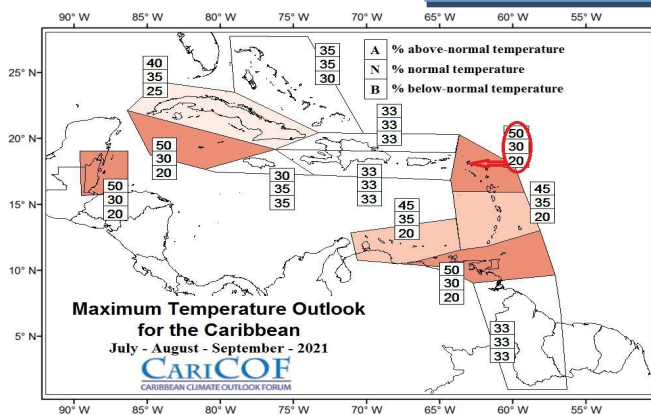 90° W 85° W 80° W 75° W 70° W 65° W 60° W 55° W
A % above-normal temperature
N % normal temperature
B % below-normal temperature
25° N
20° N
15° N
10° N
5° N
40
35
25
35
35
30
33
33
33
50
30
20
50
30
20
50
30
20
30
35
35
33
33
33
45
35
20
45
35
20
50
30
20
33
33
33
Maximum Temperature Outlook
for the Caribbean
July - August - September - 2021
CARICOF
CARIBBEAN CLIMATE OUTLOOK FORUM
90° W 85° W 80° W 75° W 70° W 65° W 60° W 55° W